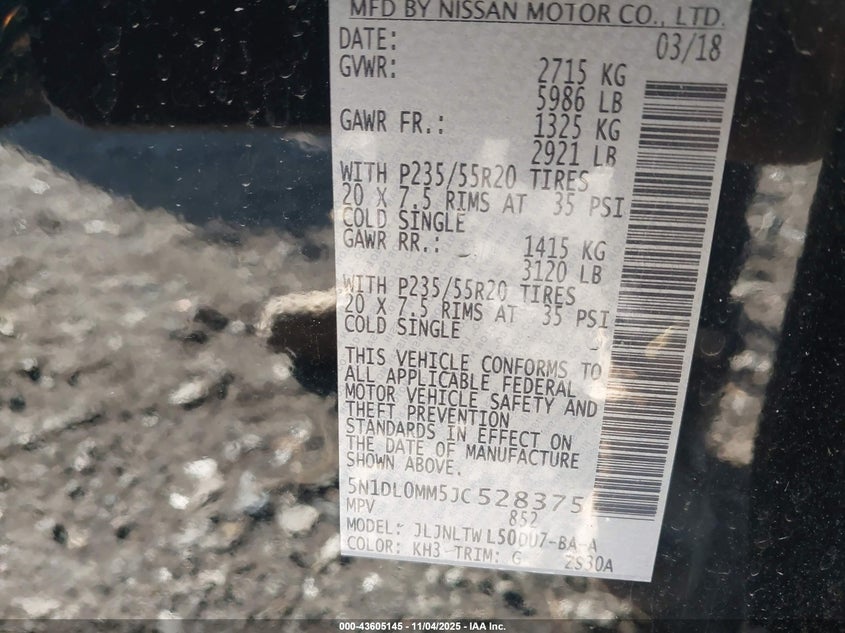 MFD BY NISSAN MOTOR CO., LTD.
DATE: 03/18
GVWR: 2715 KG
5986 LB
GAWR FR.: 1325 KG
2921 LB
WITH P235/55R20 TIRES
20 X 7.5 RIMS AT 35 PSI
COLD SINGLE
GAWR RR.: 1415 KG
3120 LB
WITH P235/55R20 TIRES
20 X 7.5 RIMS AT 35 PSI
COLD SINGLE
THIS VEHICLE CONFORMS TO
ALL APPLICABLE FEDERAL
MOTOR VEHICLE SAFETY AND
THEFT PREVENTION
STANDARDS IN EFFECT ON
THE DATE OF MANUFACTURE
SHOWN ABOVE.
5N1DL0MM5JC528375
MPV 852
MODEL: JLJNLTW L50DU7-BA-A
COLOR: KH3 TRIM: G 2S30A
000-43605145 - 11/04/2025 - IAA Inc.